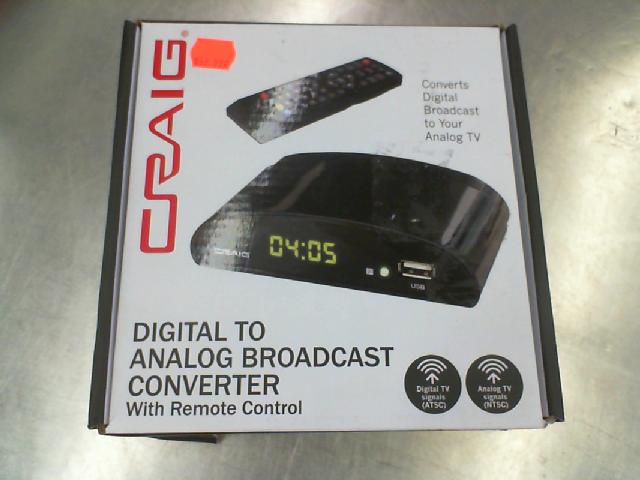 CRAIG
Converts
Digital
Broadcast
to Your
Analog TV
CRAIG
04:05
USB
DIGITAL TO
ANALOG BROADCAST
CONVERTER
With Remote Control
Digital TV
signals
(ATSC)
Analog TV
signals
(NTSC)